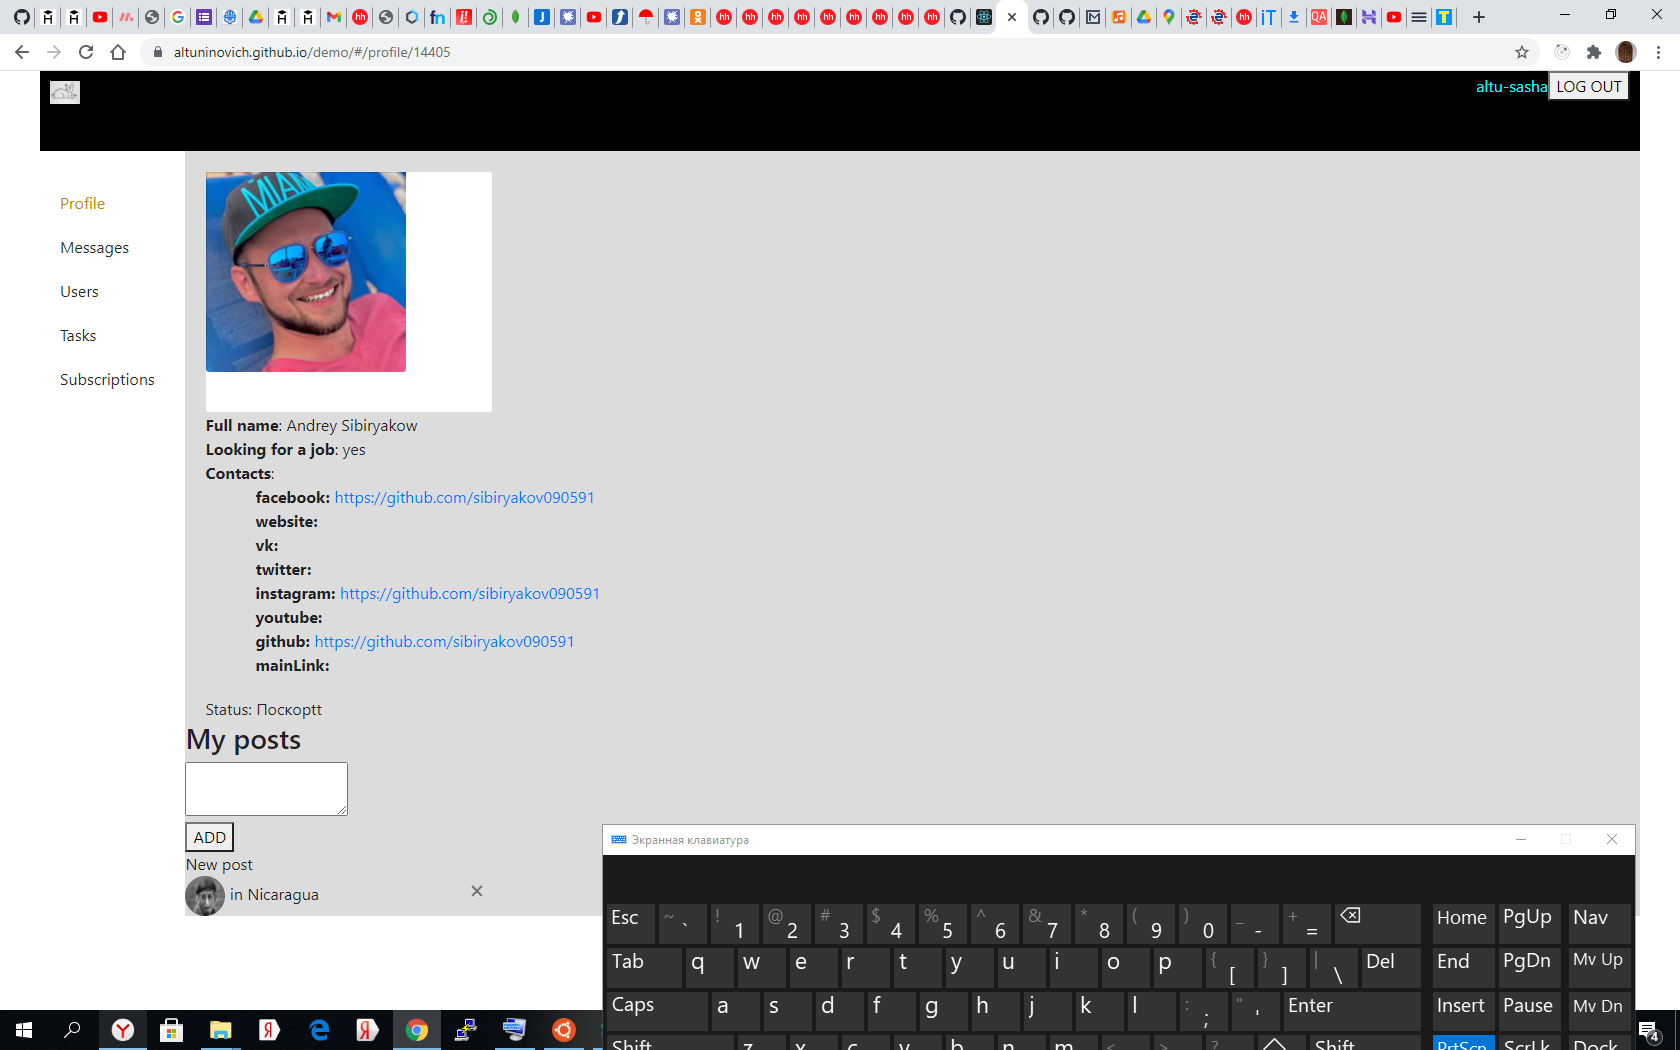 altuninovich.github.io/demo/#/profile/14405
altu-sasha LOG OUT
Profile
Messages
Users
Tasks
Subscriptions
MIAM
Full name: Andrey Sibiryakow
Looking for a job: yes
Contacts:
facebook: https://github.com/sibiryakov090591
website:
vk:
twitter:
instagram: https://github.com/sibiryakov090591
youtube:
github: https://github.com/sibiryakov090591
mainLink:
Status: Поскортt
My posts
ADD
New post
in Nicaragua
Экранная клавиатура
Esc ~ ` ! 1 @ 2 # 3 $ 4 % 5 ^ 6 & 7 * 8 ( 9 ) 0 _ - + = Home PgUp Nav
Tab q w e r t y u i o p { [ } ] | \ Del End PgDn Mv Up
Caps a s d f g h j k l : ; " ' Enter Insert Pause Mv Dn
Shift z x c v b n m < > ? Shift PrtScn ScrLk Dock
4